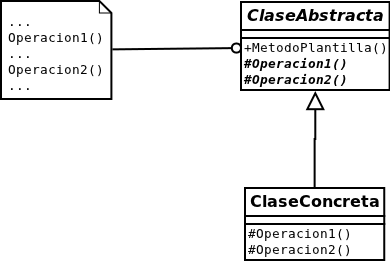 ...
Operacion1()
...
Operacion2()
...
ClaseAbstracta
+MetodoPlantilla()
#Operacion1()
#Operacion2()
ClaseConcreta
#Operacion1()
#Operacion2()